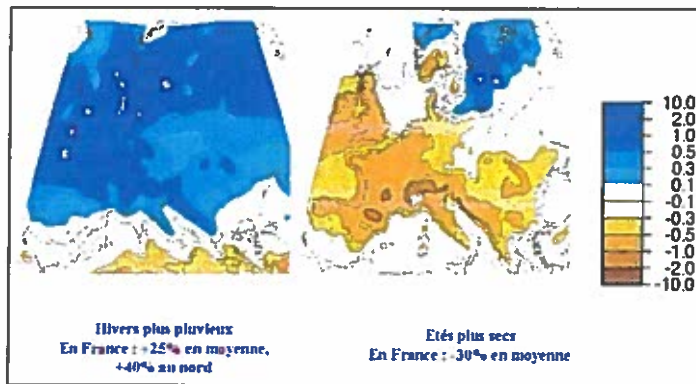 10.0
2.0
1.0
0.5
0.3
0.1
-0.1
-0.3
-0.5
-1.0
-2.0
-10.0
Hivers plus pluvieux
En France : +25% en moyenne,
+40% au nord
Etés plus secs
En France : -30% en moyenne